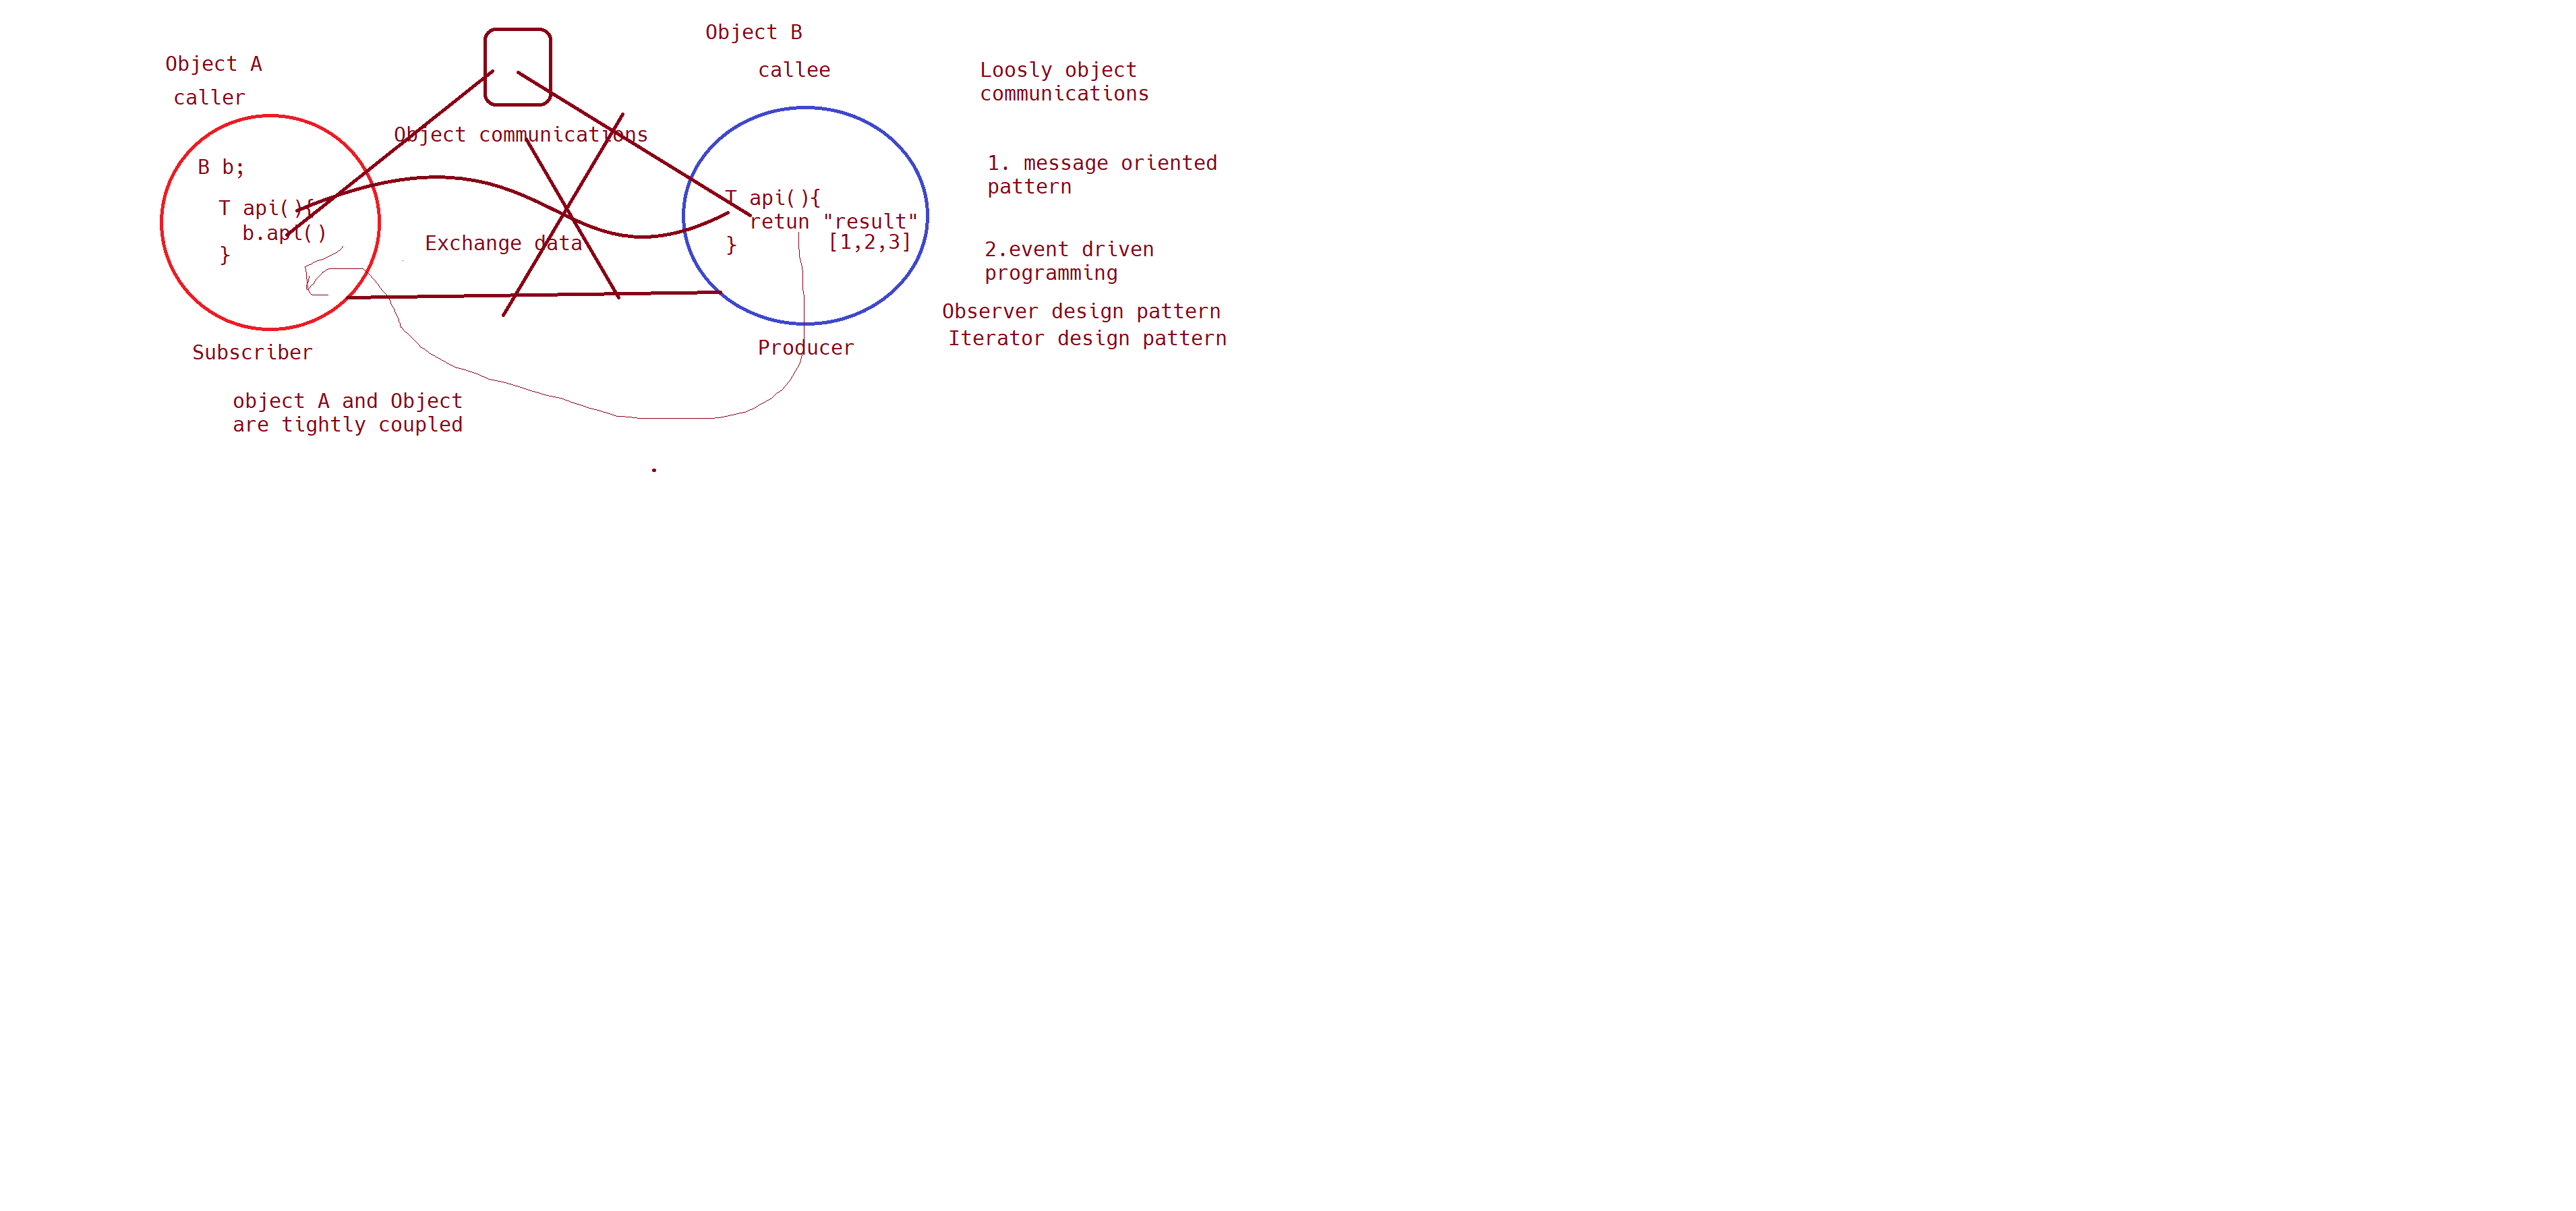 Object A
caller
B b;
T api(){
b.api()
}
Subscriber
object A and Object
are tightly coupled
Object communications
Exchange data
Object B
callee
T api(){
retun "result"
[1,2,3]
}
Producer
Loosly object
communications
1. message oriented
pattern
2.event driven
programming
Observer design pattern
Iterator design pattern